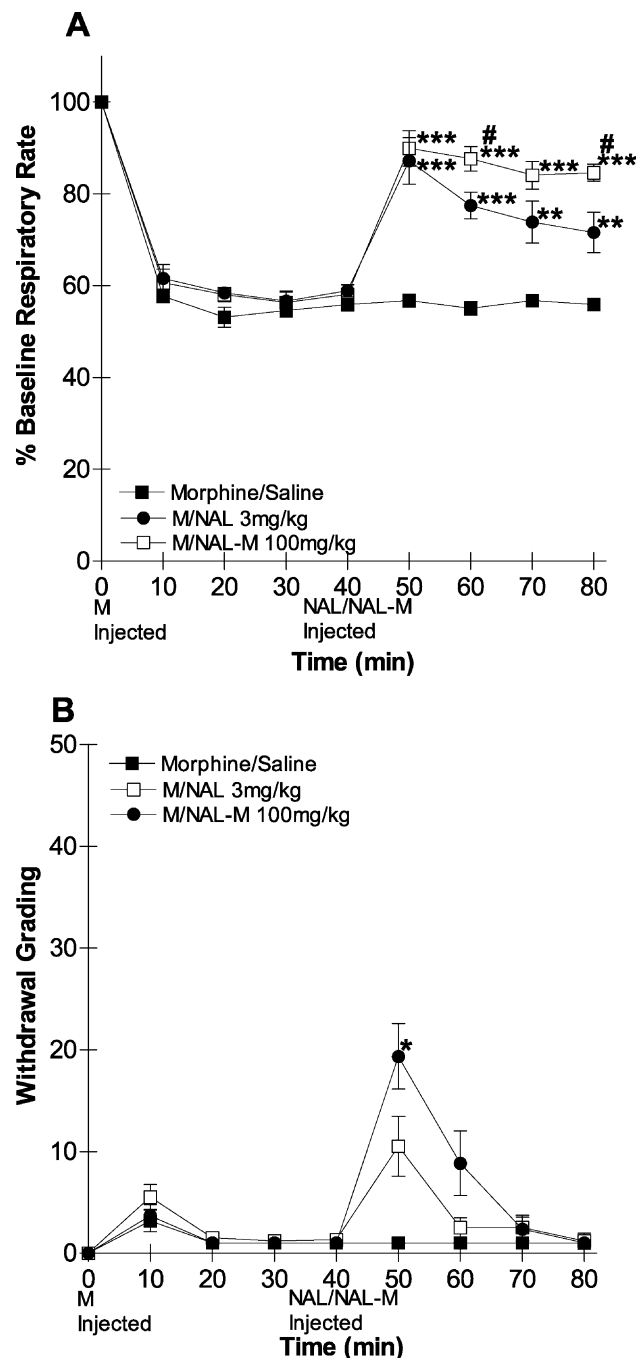 A
% Baseline Respiratory Rate
100
80
60
40
20
0
***
***
#
***
***
***
**
#
***
**
Morphine/Saline
M/NAL 3mg/kg
M/NAL-M 100mg/kg
0 10 20 30 40 50 60 70 80
M NAL/NAL-M
Injected Injected
Time (min)
B
Withdrawal Grading
50
40
30
20
10
0
Morphine/Saline
M/NAL 3mg/kg
M/NAL-M 100mg/kg
*
0 10 20 30 40 50 60 70 80
M NAL/NAL-M
Injected Injected
Time (min)